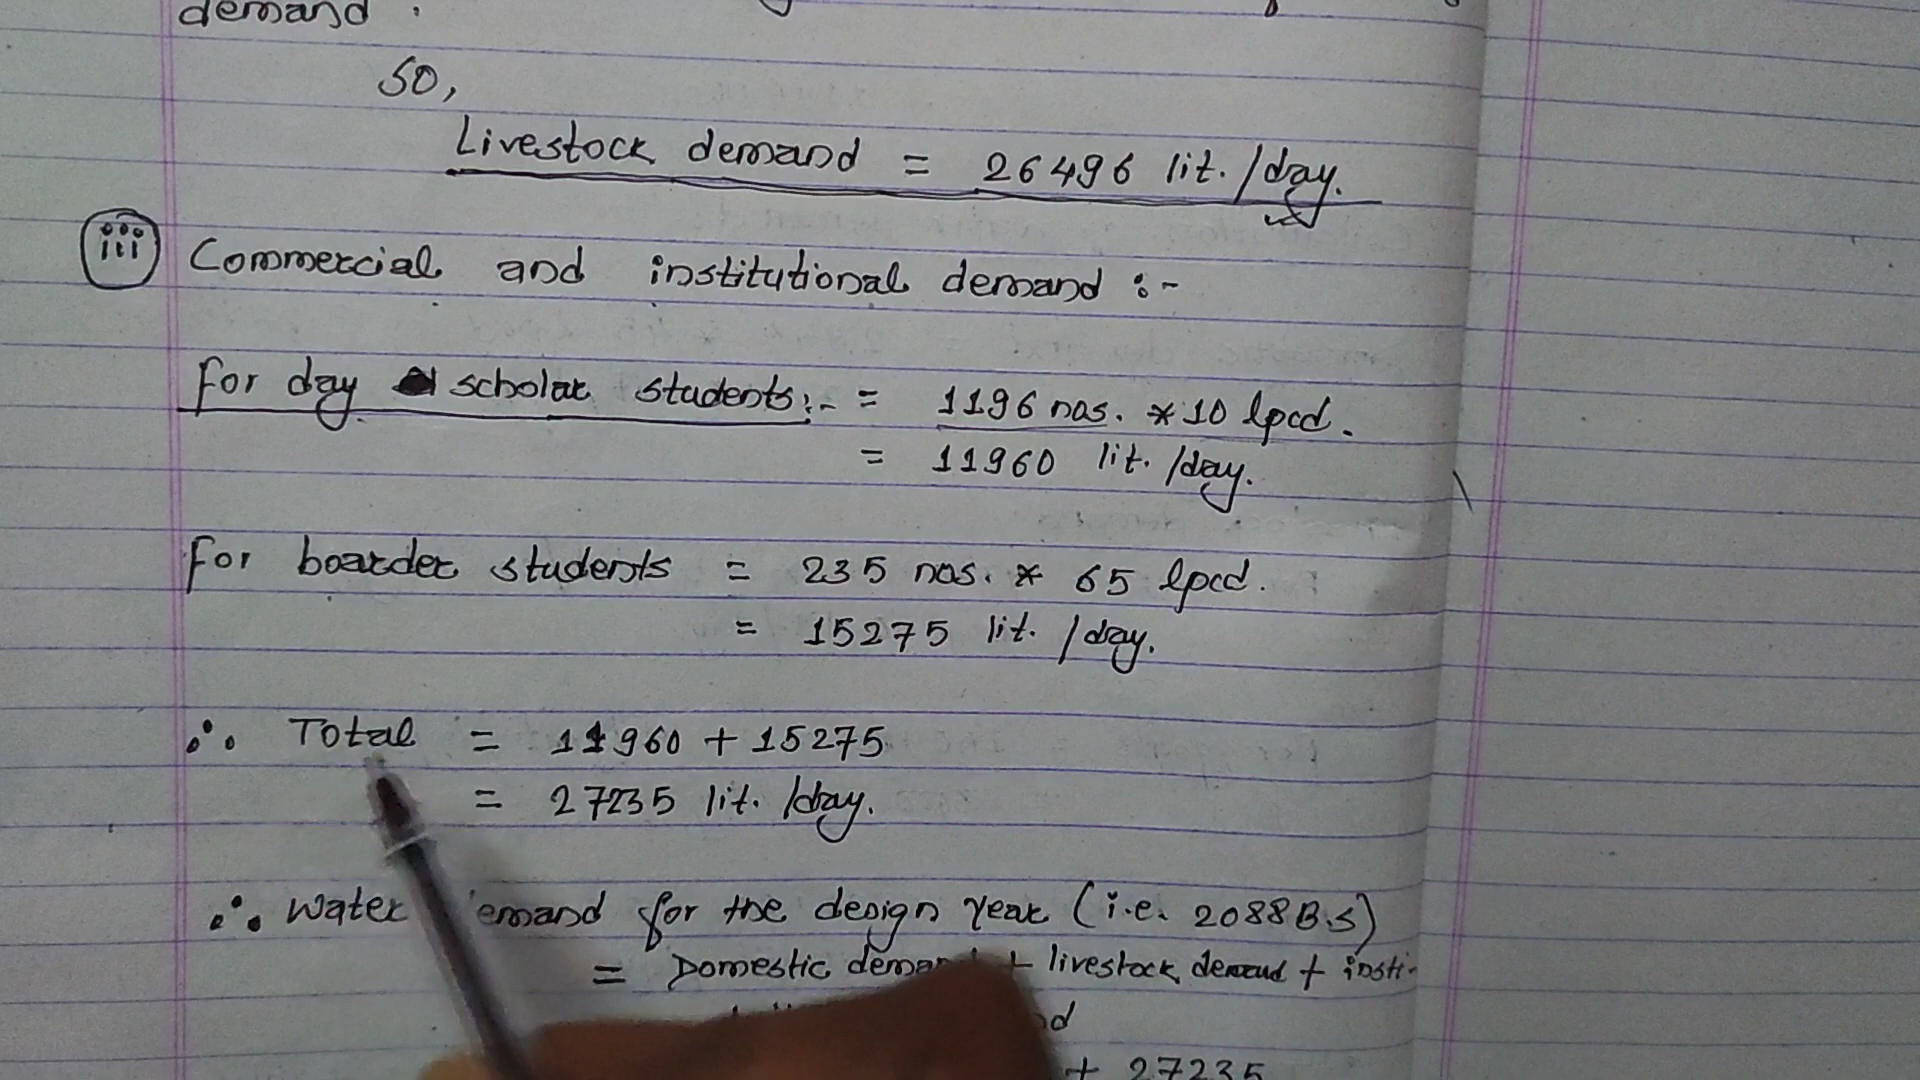 demand.
SO,
Livestock demand = 26496 lit./day.
iii Commercial and institutional demand :-
for day scholar students:- = 1196 nos. * 10 lpcd.
= 11960 lit. /day.
For boarder students = 235 nos. * 65 lpcd.
= 15275 lit. /day.
∴ Total = 11960 + 15275
= 27235 lit. /day.
∴ Water emand for the design year (i.e. 2088 B.S)
= Domestic deman + livestock demand + insti-
nd
+ 27235